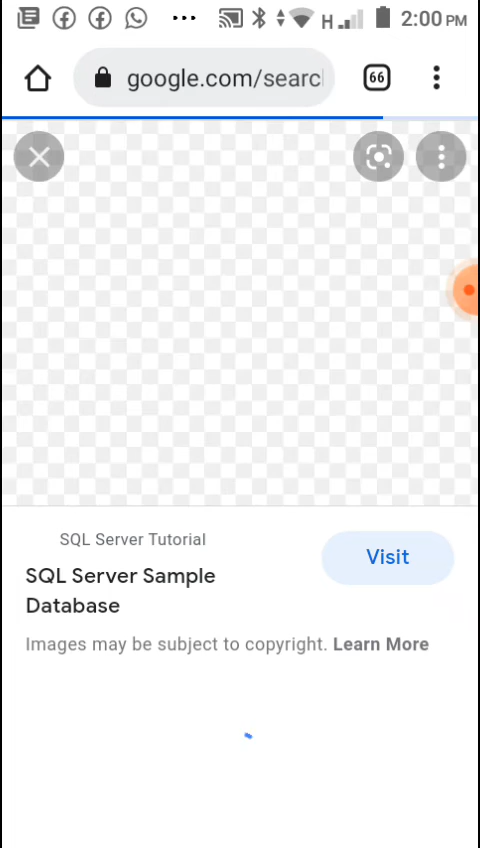 H 2:00 PM
google.com/searc
66
SQL Server Tutorial
Visit
SQL Server Sample
Database
Images may be subject to copyright. Learn More